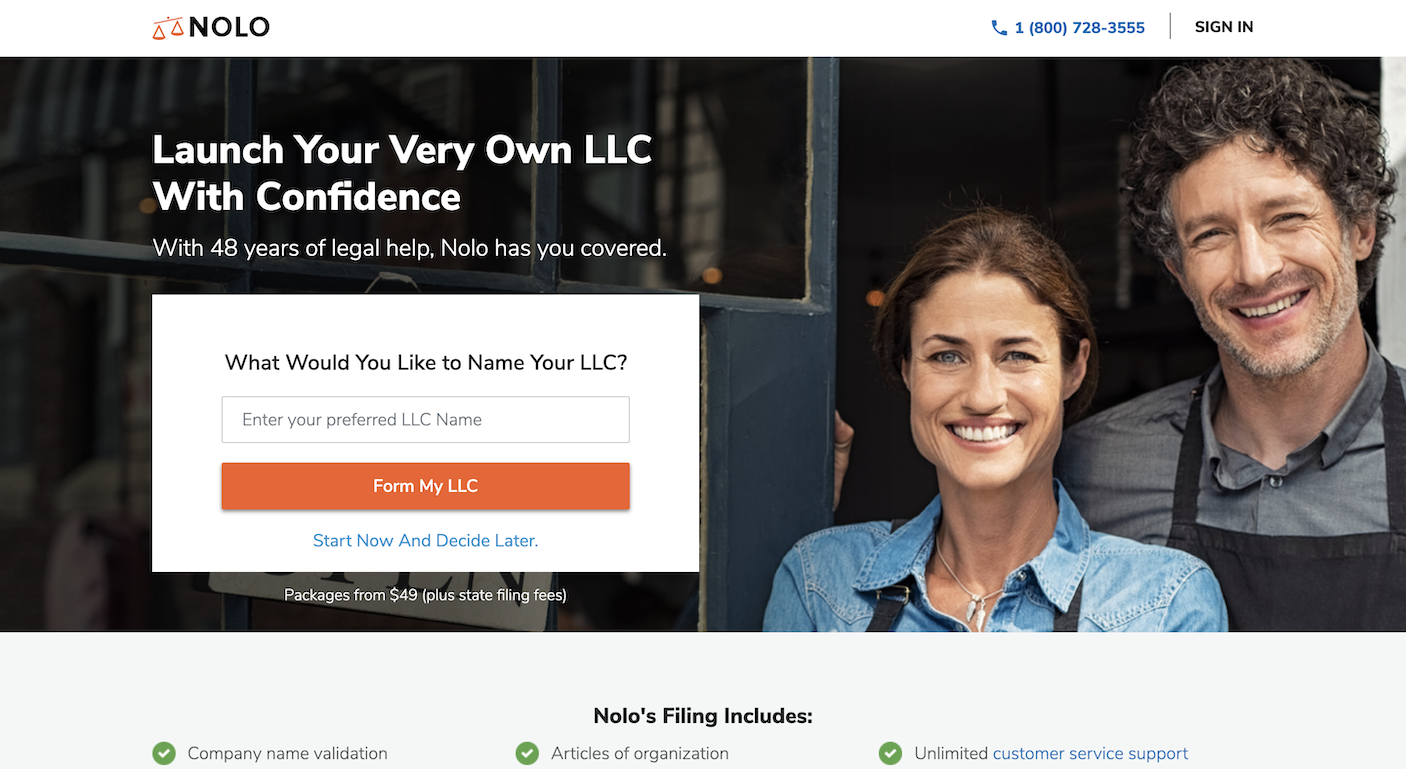 NOLO
1 (800) 728-3555
SIGN IN
Launch Your Very Own LLC
With Confidence
With 48 years of legal help, Nolo has you covered.
What Would You Like to Name Your LLC?
Enter your preferred LLC Name
Form My LLC
Start Now And Decide Later.
OPEN
Packages from $49 (plus state filing fees)
Nolo's Filing Includes:
Company name validation
Articles of organization
Unlimited customer service support